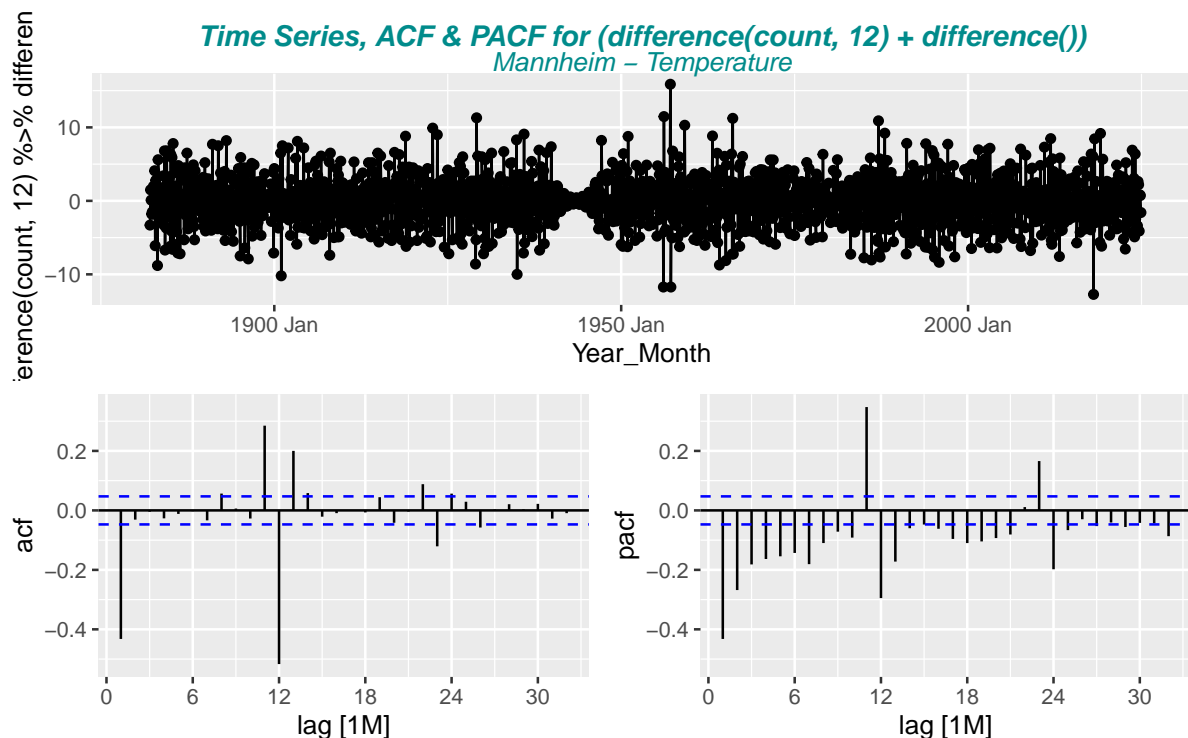 Time Series, ACF & PACF for (difference(count, 12) + difference())
Mannheim − Temperature
erence(count, 12) %>% differen
10
0
−10
1900 Jan
1950 Jan
2000 Jan
Year_Month
acf
0.2
0.0
−0.2
−0.4
0
6
12
18
24
30
lag [1M]
pacf
0.2
0.0
−0.2
−0.4
0
6
12
18
24
30
lag [1M]